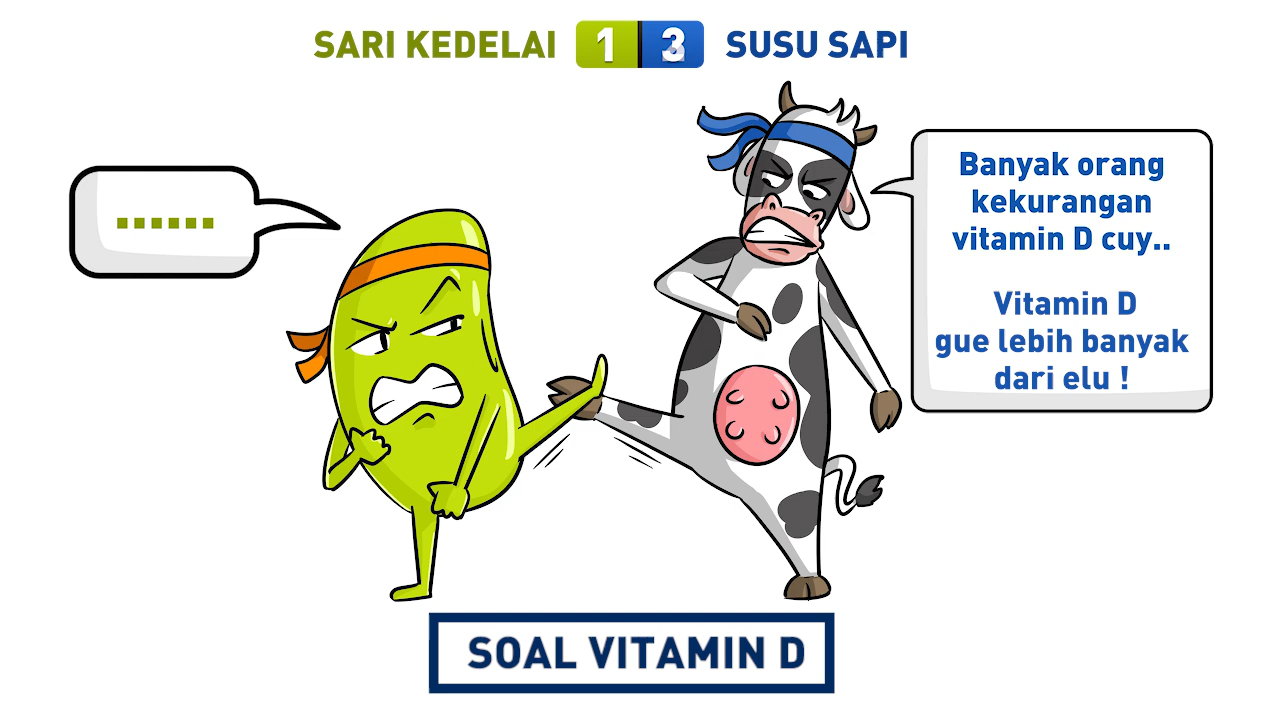 SARI KEDELAI 1 3 SUSU SAPI
......
Banyak orang
kekurangan
vitamin D cuy..
Vitamin D
gue lebih banyak
dari elu !
SOAL VITAMIN D